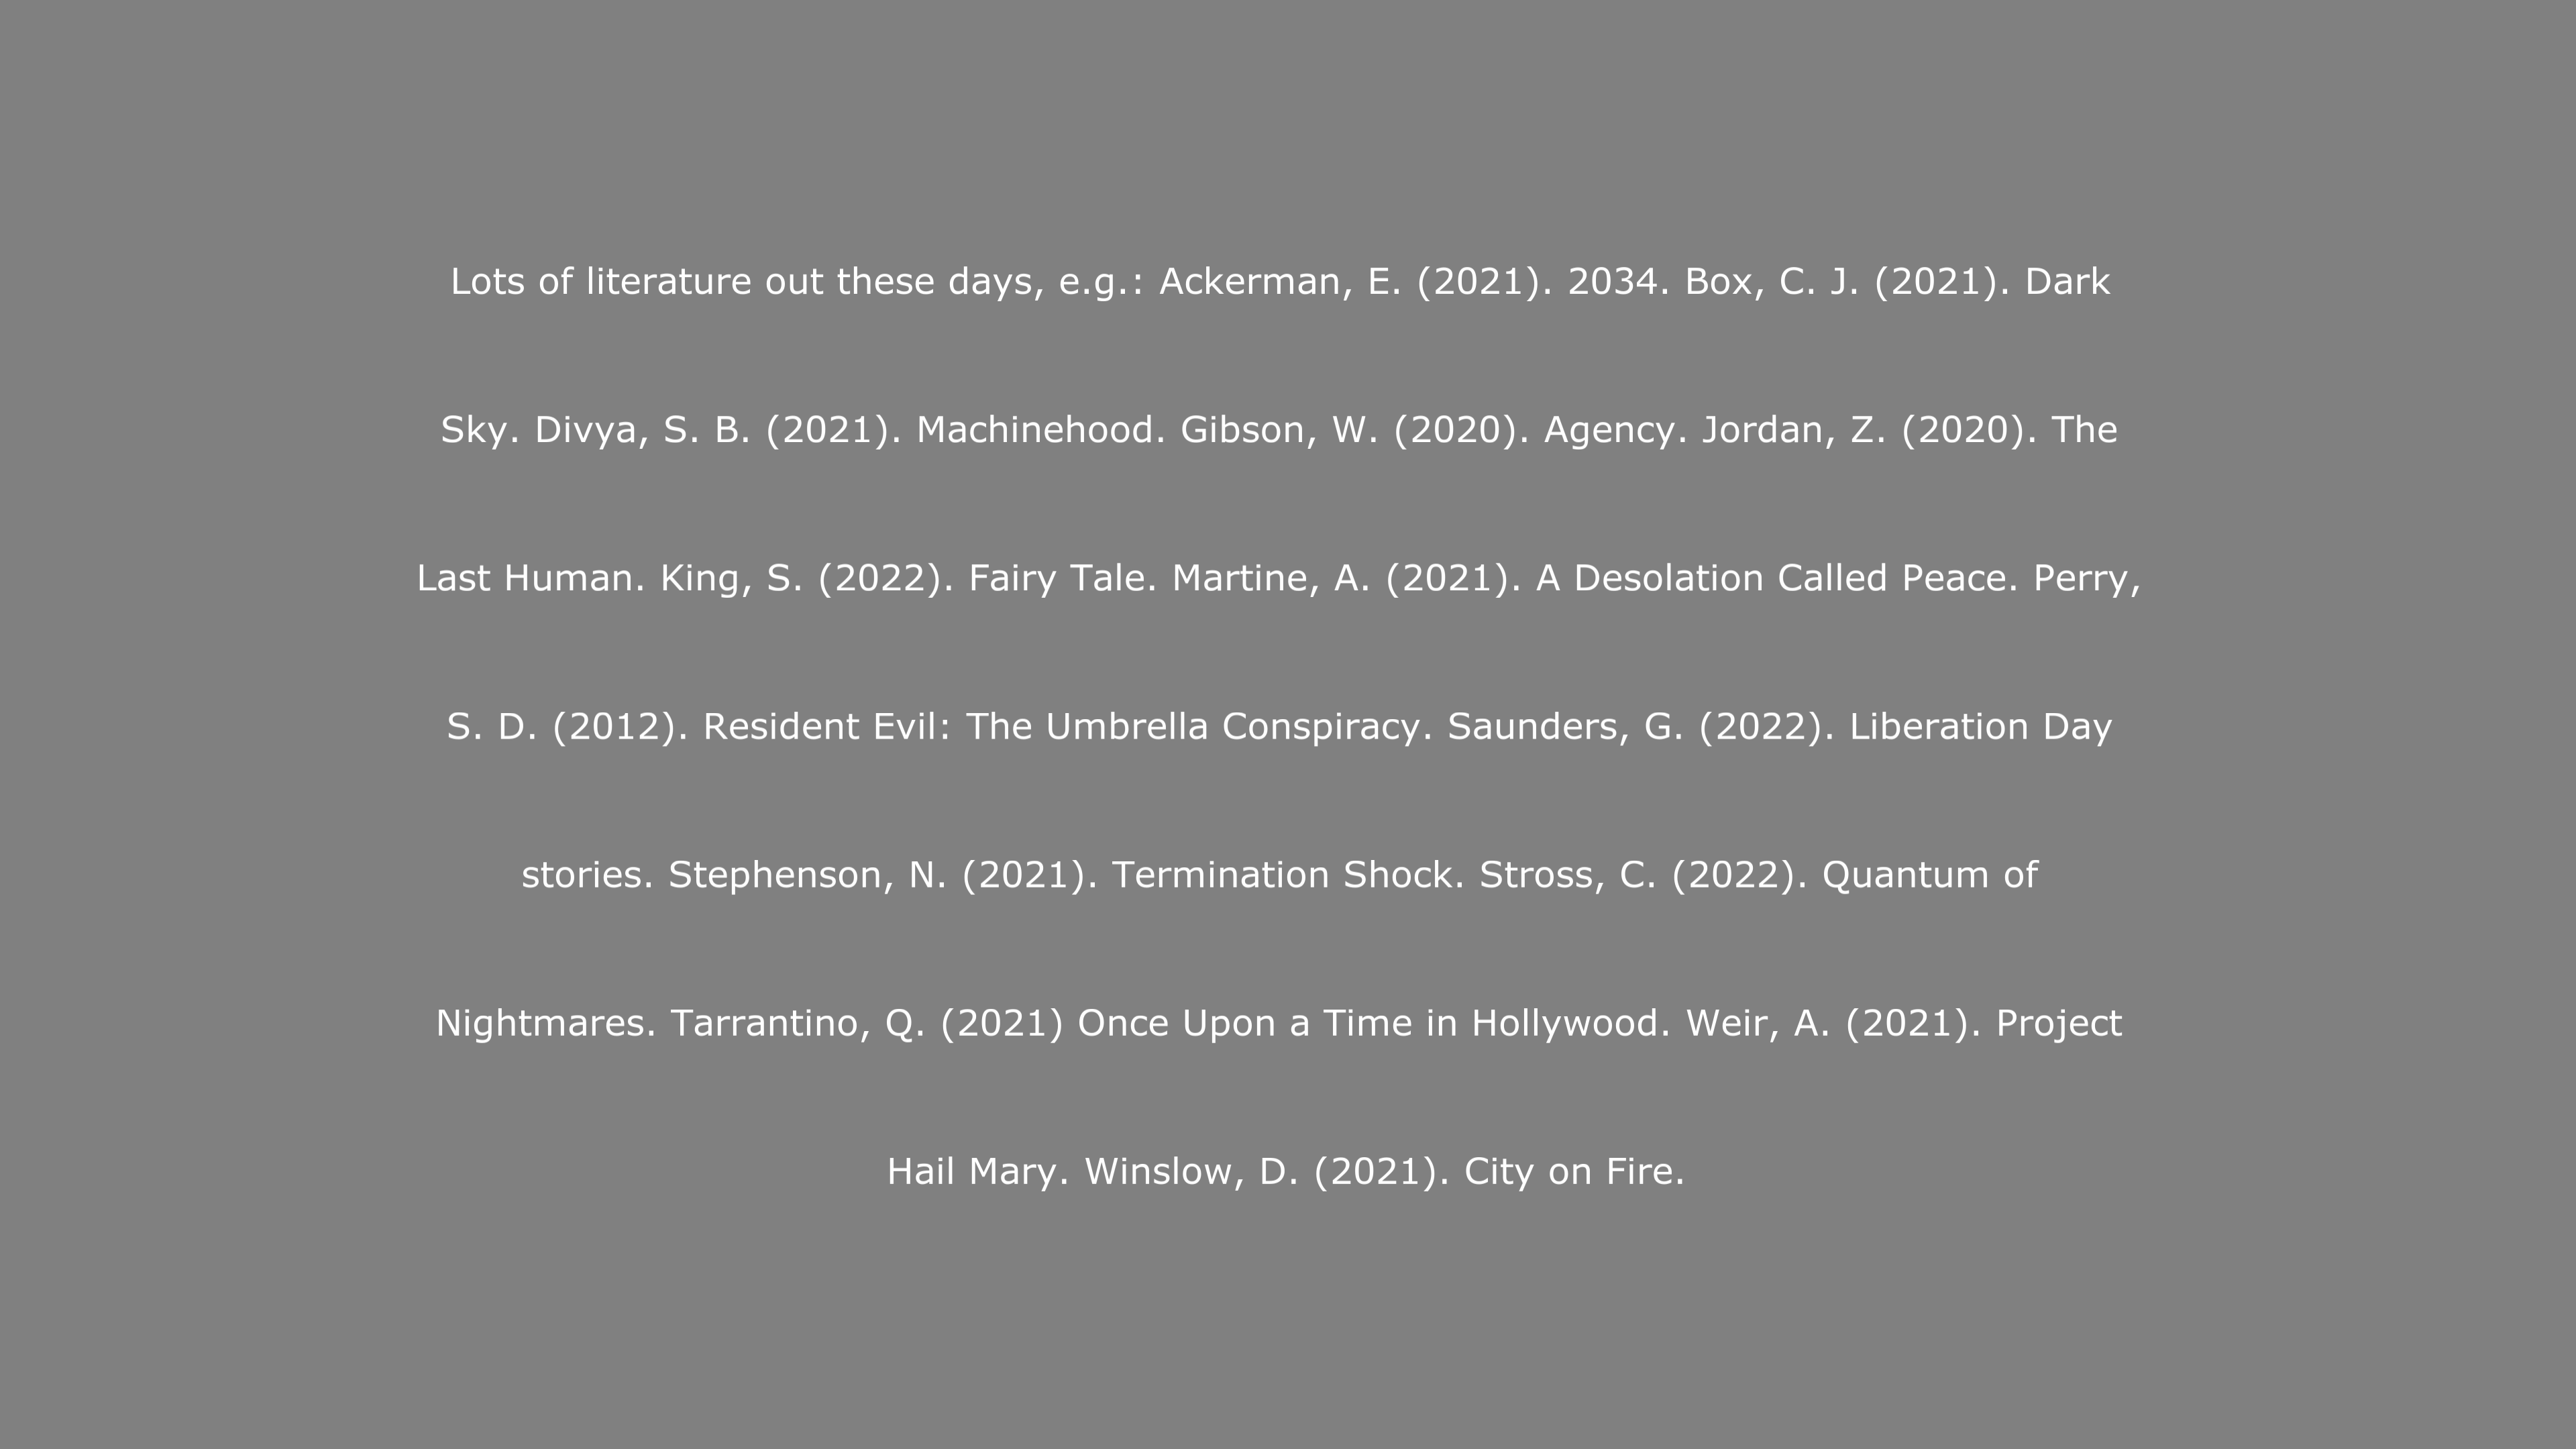 Lots of literature out these days, e.g.: Ackerman, E. (2021). 2034. Box, C. J. (2021). Dark
Sky. Divya, S. B. (2021). Machinehood. Gibson, W. (2020). Agency. Jordan, Z. (2020). The
Last Human. King, S. (2022). Fairy Tale. Martine, A. (2021). A Desolation Called Peace. Perry,
S. D. (2012). Resident Evil: The Umbrella Conspiracy. Saunders, G. (2022). Liberation Day
stories. Stephenson, N. (2021). Termination Shock. Stross, C. (2022). Quantum of
Nightmares. Tarrantino, Q. (2021) Once Upon a Time in Hollywood. Weir, A. (2021). Project
Hail Mary. Winslow, D. (2021). City on Fire.